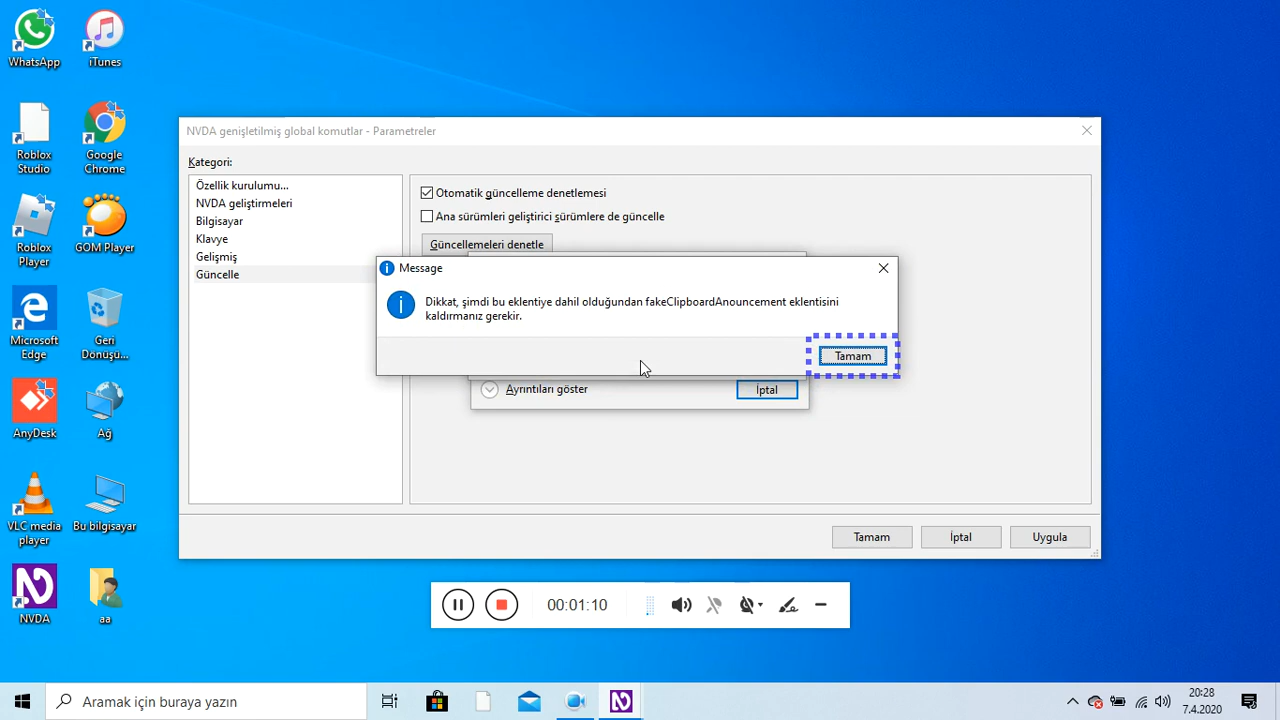 WhatsApp
iTunes
Roblox
Studio
Google
Chrome
Roblox
Player
GOM Player
Microsoft
Edge
Geri
Dönüşü...
AnyDesk
Ağ
VLC media
player
Bu bilgisayar
NVDA
aa
NVDA genişletilmiş global komutlar - Parametreler
Kategori:
Özellik kurulumu...
NVDA geliştirmeleri
Bilgisayar
Klavye
Gelişmiş
Güncelle
Otomatik güncelleme denetlemesi
Ana sürümleri geliştirici sürümlere de güncelle
Güncellemeleri denetle
Message
Dikkat, şimdi bu eklentiye dahil olduğundan fakeClipboardAnouncement eklentisini
kaldırmanız gerekir.
Tamam
Ayrıntıları göster
İptal
Tamam
İptal
Uygula
00:01:10
Aramak için buraya yazın
20:28
7.4.2020